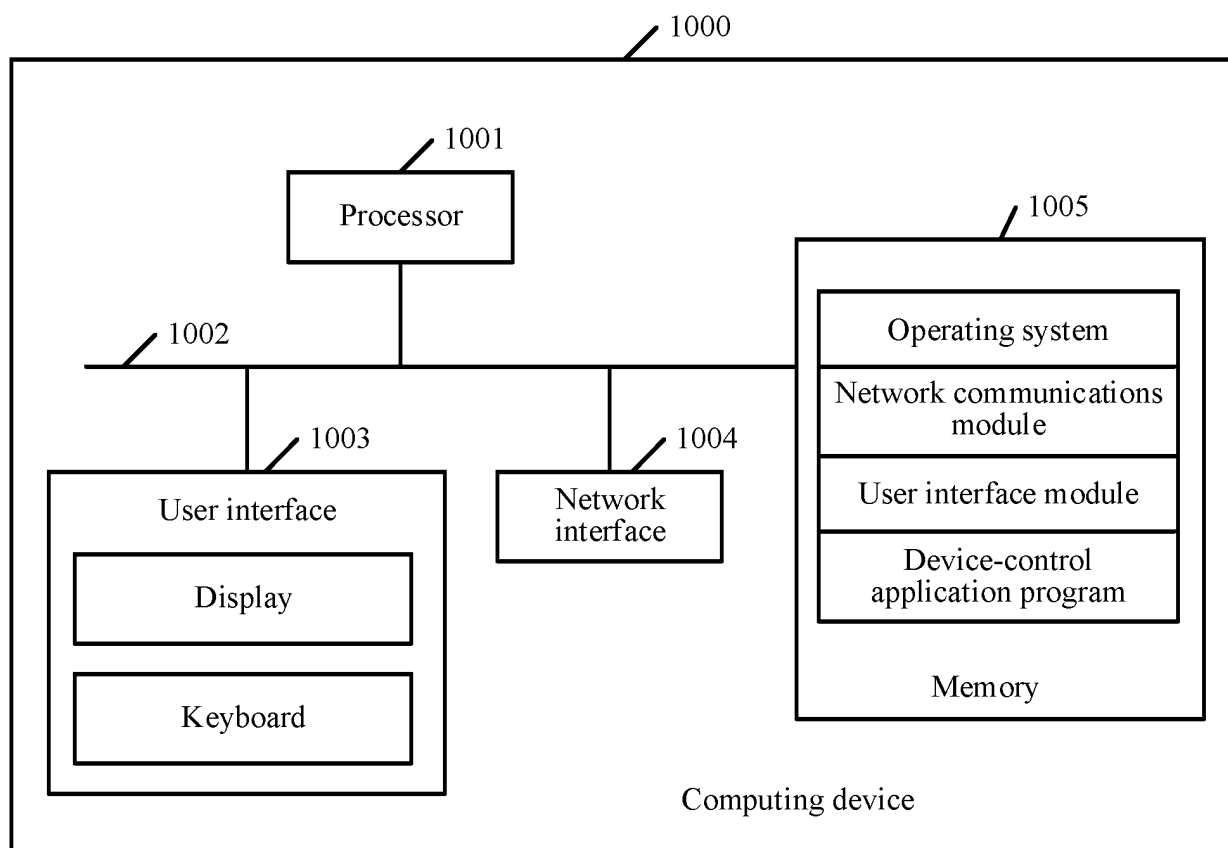 1000
1001
Processor
1005
Operating system
1002
Network communications
module
1003
1004
User interface
Network
interface
User interface module
Display
Device-control
application program
Keyboard
Memory
Computing device